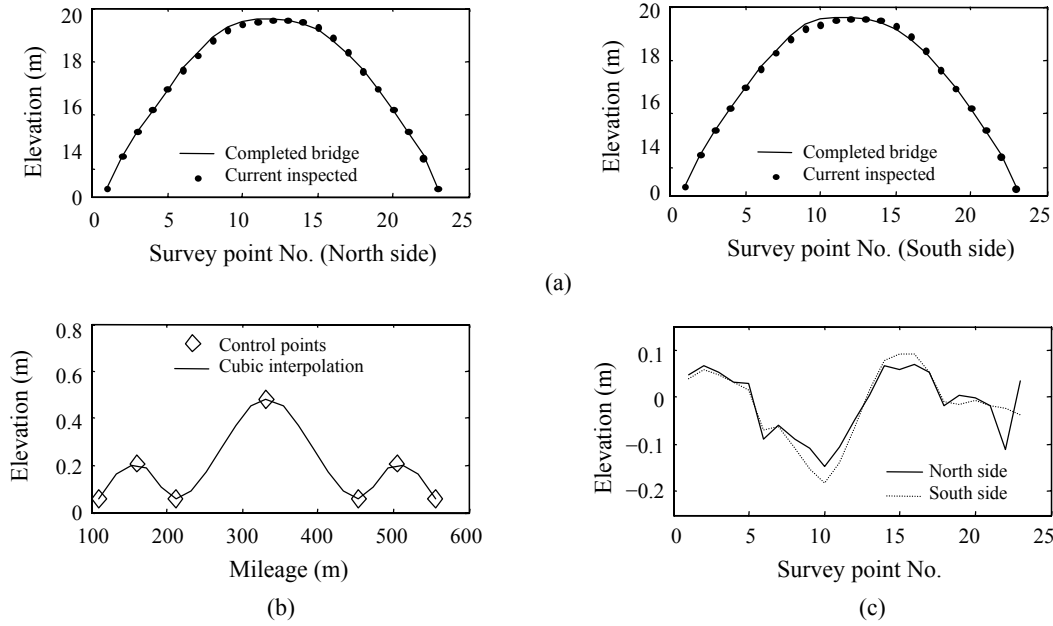 20
18
16
14
0
Elevation (m)
Completed bridge
Current inspected
0 5 10 15 20 25
Survey point No. (North side)
20
18
16
14
0
Elevation (m)
Completed bridge
Current inspected
0 5 10 15 20 25
Survey point No. (South side)
(a)
0.8
0.6
0.4
0.2
0
Elevation (m)
Control points
Cubic interpolation
100 200 300 400 500 600
Mileage (m)
(b)
0.1
0
−0.1
−0.2
Elevation (m)
North side
South side
0 5 10 15 20 25
Survey point No.
(c)